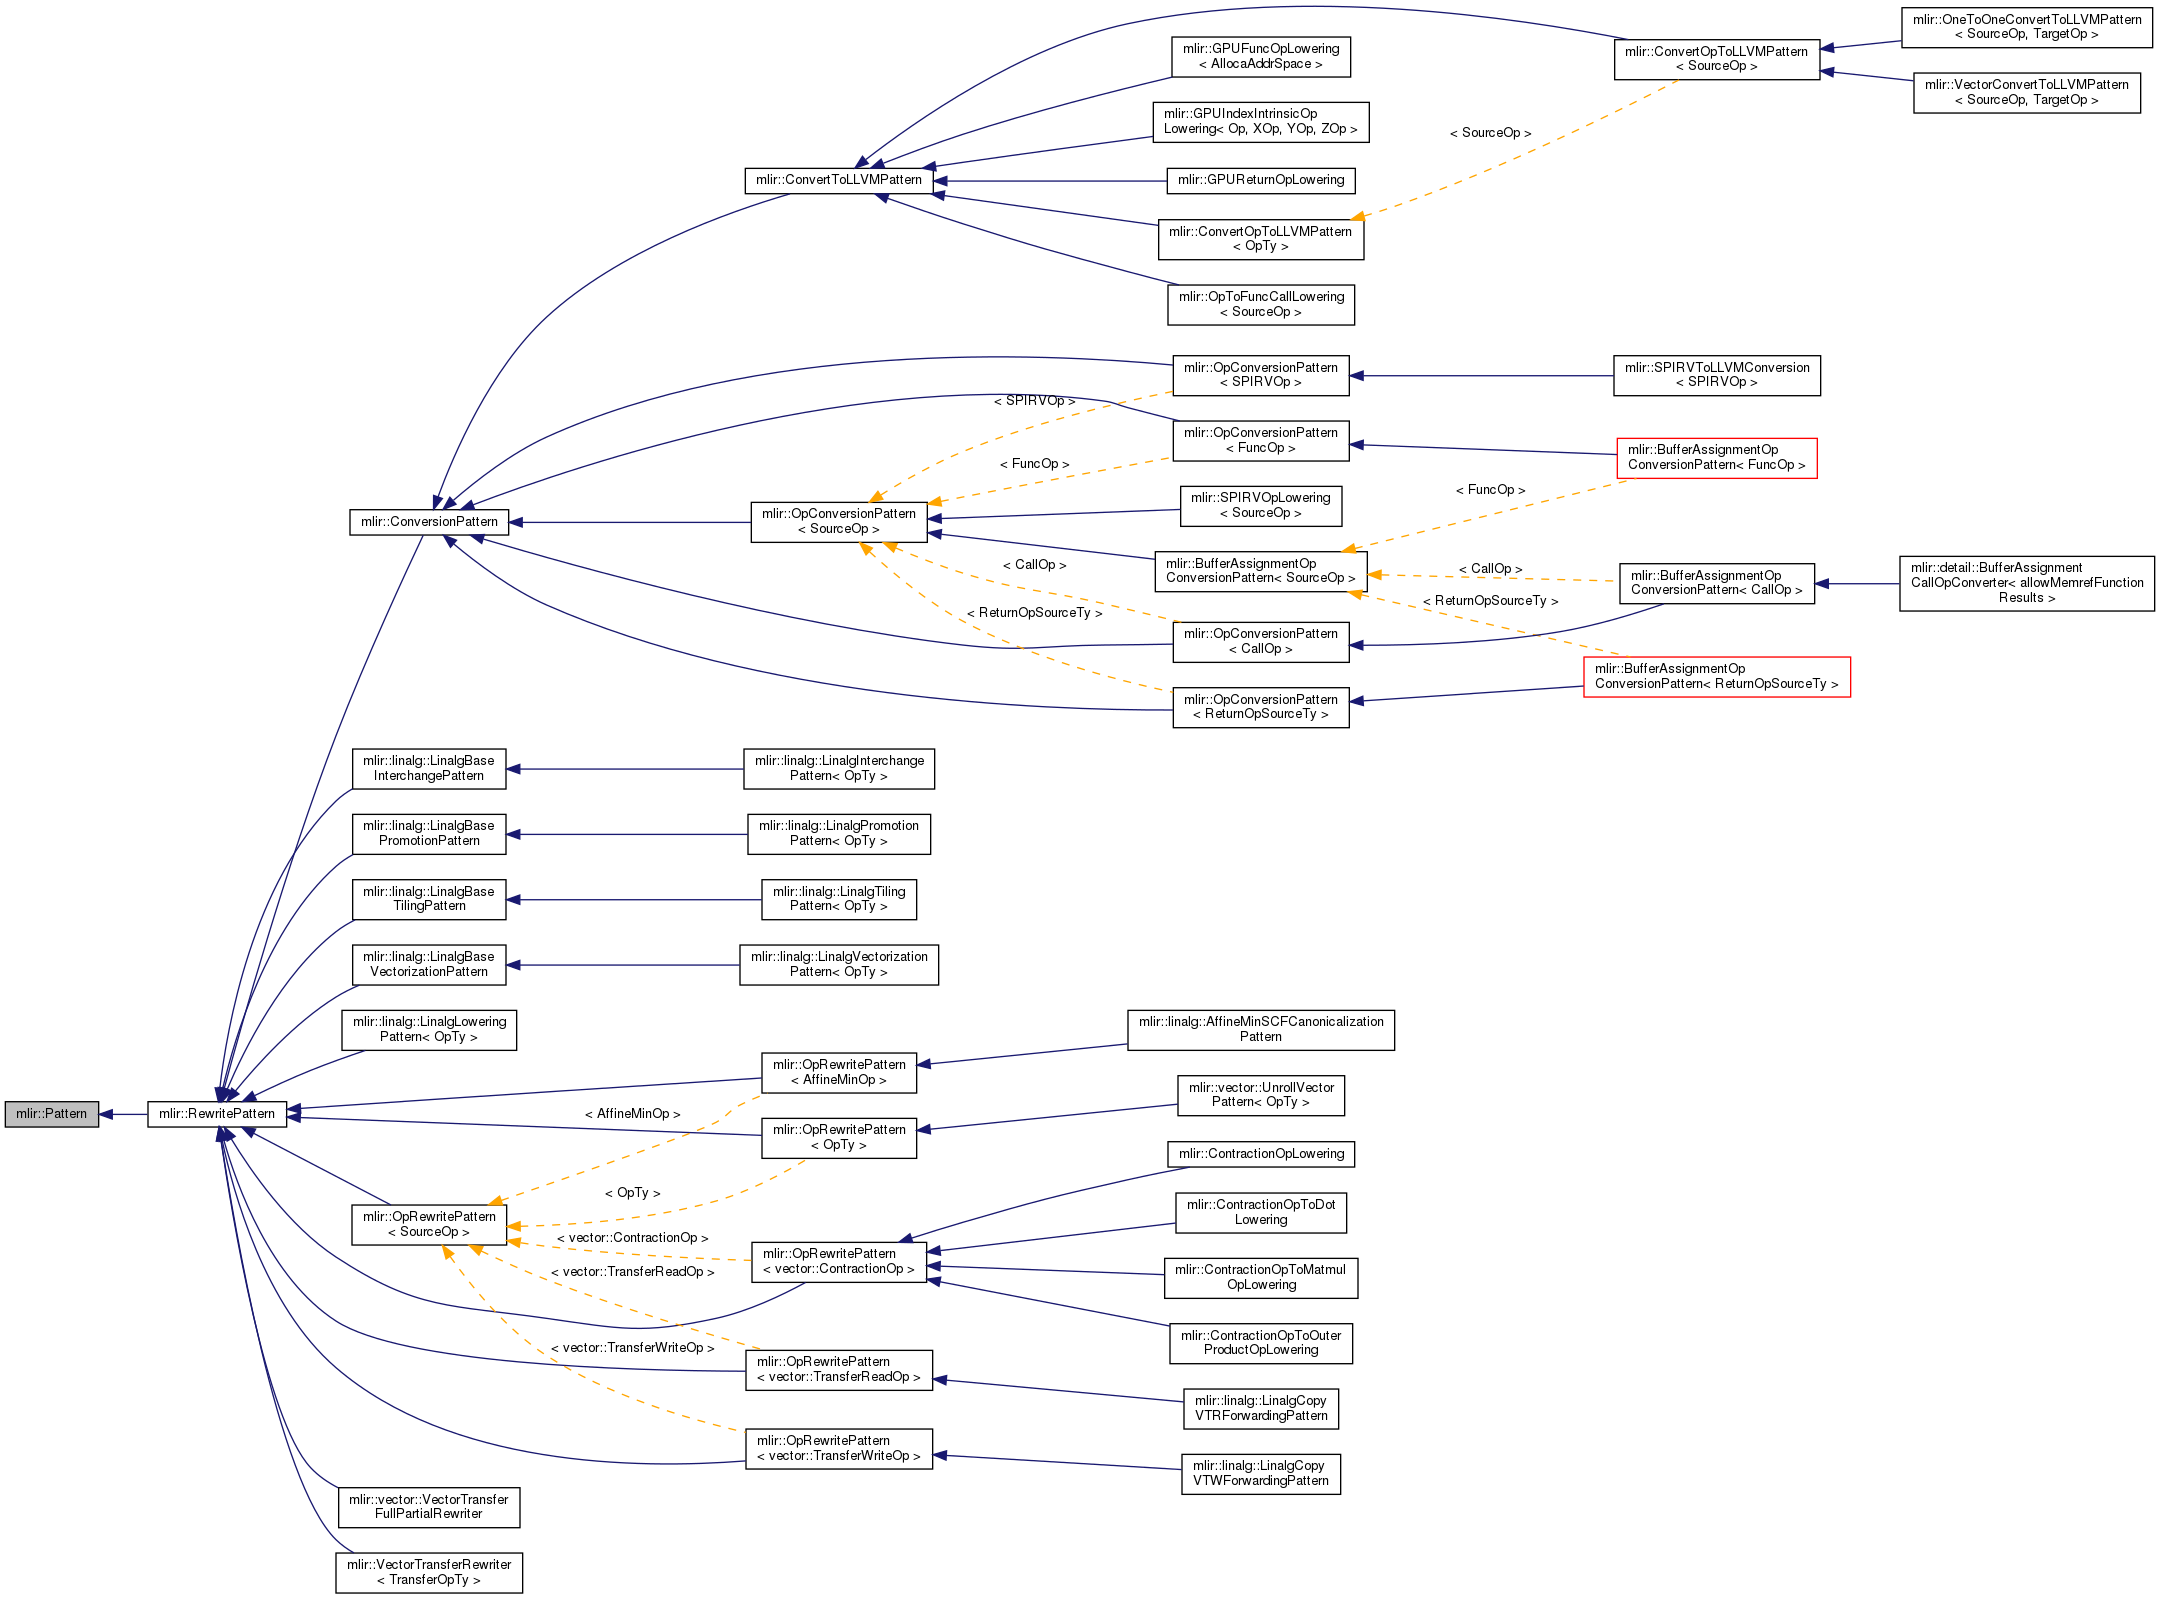 mlir::OneToOneConvertToLLVMPattern
< SourceOp, TargetOp >
mlir::ConvertOpToLLVMPattern
< SourceOp >
mlir::GPUFuncOpLowering
< AllocaAddrSpace >
mlir::VectorConvertToLLVMPattern
< SourceOp, TargetOp >
mlir::GPUIndexIntrinsicOp
Lowering< Op, XOp, YOp, ZOp >
< SourceOp >
mlir::ConvertToLLVMPattern
mlir::GPUReturnOpLowering
mlir::ConvertOpToLLVMPattern
< OpTy >
mlir::OpToFuncCallLowering
< SourceOp >
mlir::OpConversionPattern
< SPIRVOp >
mlir::SPIRVToLLVMConversion
< SPIRVOp >
< SPIRVOp >
mlir::OpConversionPattern
< FuncOp >
mlir::BufferAssignmentOp
ConversionPattern< FuncOp >
< FuncOp >
< FuncOp >
mlir::SPIRVOpLowering
< SourceOp >
mlir::ConversionPattern
mlir::OpConversionPattern
< SourceOp >
< CallOp >
mlir::BufferAssignmentOp
ConversionPattern< SourceOp >
< CallOp >
mlir::BufferAssignmentOp
ConversionPattern< CallOp >
mlir::detail::BufferAssignment
CallOpConverter< allowMemrefFunction
Results >
< ReturnOpSourceTy >
< ReturnOpSourceTy >
mlir::OpConversionPattern
< CallOp >
mlir::BufferAssignmentOp
ConversionPattern< ReturnOpSourceTy >
mlir::OpConversionPattern
< ReturnOpSourceTy >
mlir::linalg::LinalgBase
InterchangePattern
mlir::linalg::LinalgInterchange
Pattern< OpTy >
mlir::linalg::LinalgBase
PromotionPattern
mlir::linalg::LinalgPromotion
Pattern< OpTy >
mlir::linalg::LinalgBase
TilingPattern
mlir::linalg::LinalgTiling
Pattern< OpTy >
mlir::linalg::LinalgBase
VectorizationPattern
mlir::linalg::LinalgVectorization
Pattern< OpTy >
mlir::linalg::LinalgLowering
Pattern< OpTy >
mlir::linalg::AffineMinSCFCanonicalization
Pattern
mlir::OpRewritePattern
< AffineMinOp >
mlir::vector::UnrollVector
Pattern< OpTy >
mlir::Pattern
mlir::RewritePattern
< AffineMinOp >
mlir::OpRewritePattern
< OpTy >
mlir::ContractionOpLowering
< OpTy >
mlir::OpRewritePattern
< SourceOp >
mlir::ContractionOpToDot
Lowering
< vector::ContractionOp >
mlir::OpRewritePattern
< vector::ContractionOp >
< vector::TransferReadOp >
mlir::ContractionOpToMatmul
OpLowering
mlir::ContractionOpToOuter
ProductOpLowering
< vector::TransferWriteOp >
mlir::OpRewritePattern
< vector::TransferReadOp >
mlir::linalg::LinalgCopy
VTRForwardingPattern
mlir::OpRewritePattern
< vector::TransferWriteOp >
mlir::linalg::LinalgCopy
VTWForwardingPattern
mlir::vector::VectorTransfer
FullPartialRewriter
mlir::VectorTransferRewriter
< TransferOpTy >